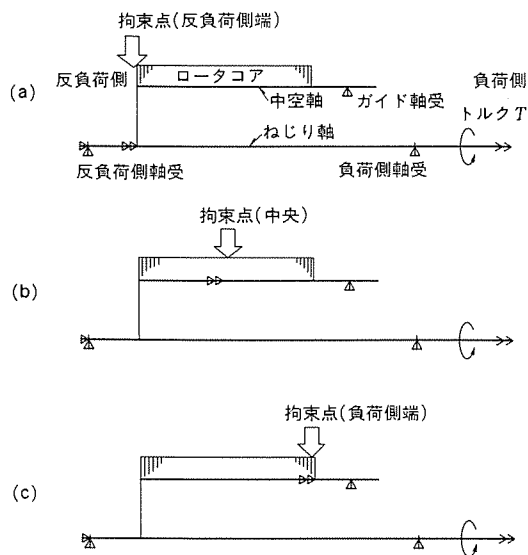 拘束点(反負荷側端)
反負荷側
ロータコア
負荷側
(a)
中空軸
ガイド軸受
トルクT
ねじり軸
反負荷側軸受
負荷側軸受
拘束点(中央)
(b)
拘束点(負荷側端)
(c)